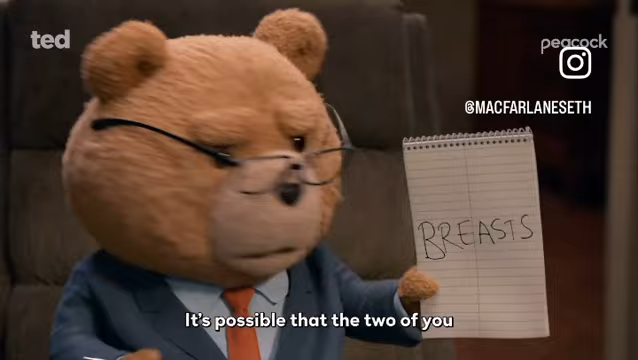 ted
peacock
@MACFARLANESETH
BREASTS
It's possible that the two of you